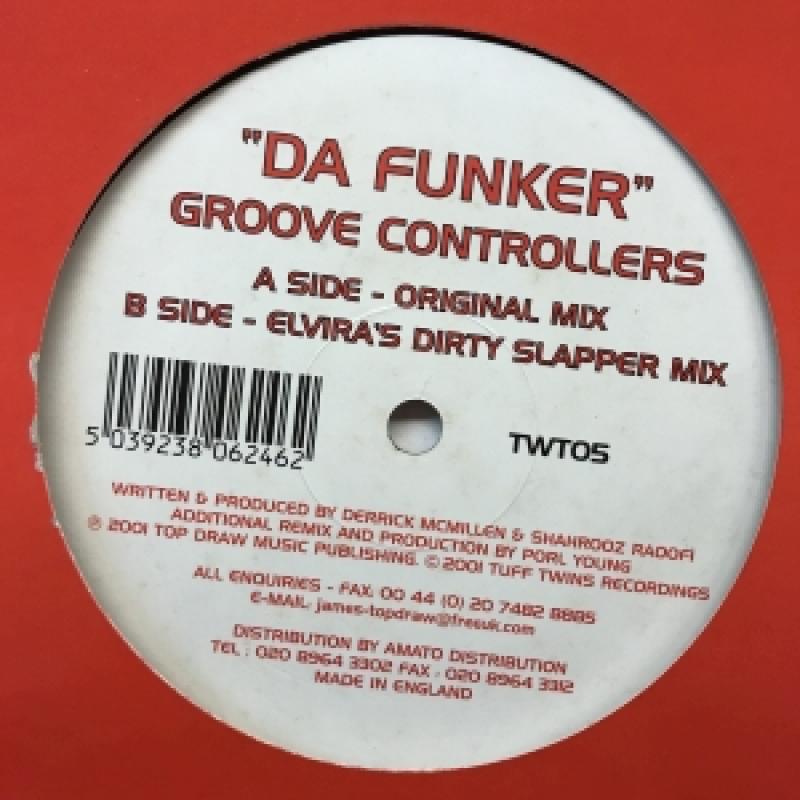 "DA FUNKER"
GROOVE CONTROLLERS
A SIDE - ORIGINAL MIX
B SIDE - ELVIRA'S DIRTY SLAPPER MIX
5 039238 062462
TWT05
WRITTEN & PRODUCED BY DERRICK MCMILLEN & SHAHROOZ RADOFI
ADDITIONAL REMIX AND PRODUCTION BY PORL YOUNG
℗ 2001 TOP DRAW MUSIC PUBLISHING. © 2001 TUFF TWINS RECORDINGS
ALL ENQUIRIES - FAX: 00 44 (0) 20 7482 8885
E-MAIL: james-topdraw@freeuk.com
DISTRIBUTION BY AMATO DISTRIBUTION
TEL : 020 8964 3302 FAX : 020 8964 3312
MADE IN ENGLAND